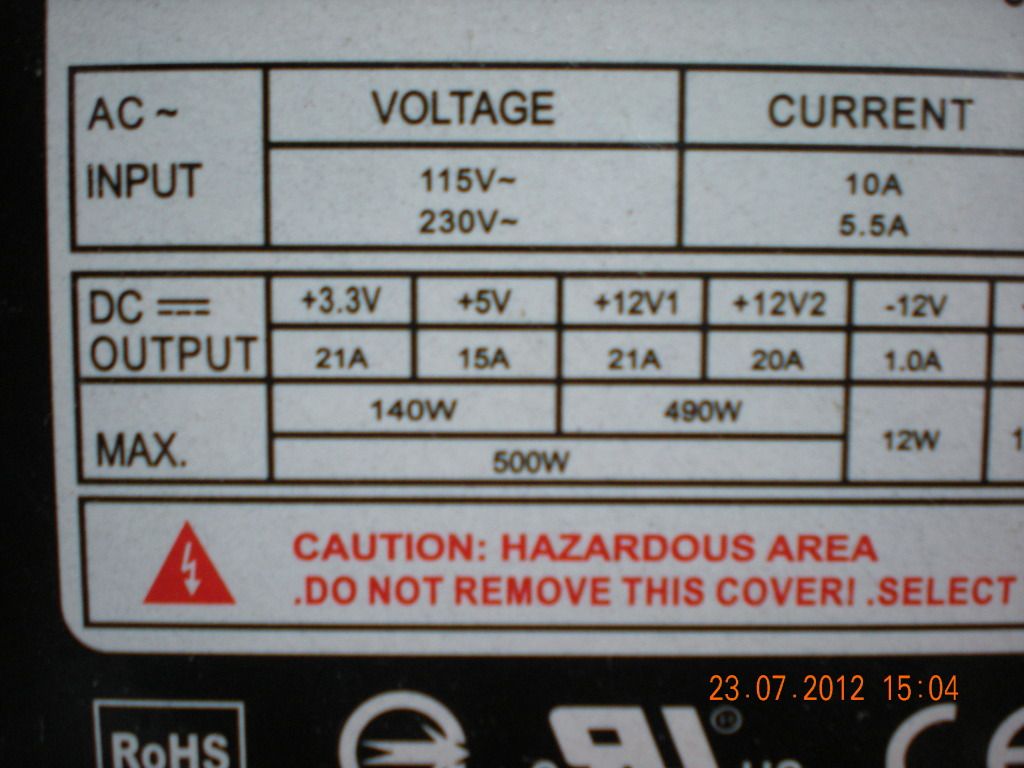 AC ~ VOLTAGE CURRENT
INPUT 115V~ 10A
230V~ 5.5A
DC +3.3V +5V +12V1 +12V2 -12V
OUTPUT 21A 15A 21A 20A 1.0A
140W 490W
MAX. 500W 12W
CAUTION: HAZARDOUS AREA
.DO NOT REMOVE THIS COVER! .SELECT
23.07.2012 15:04
RoHS